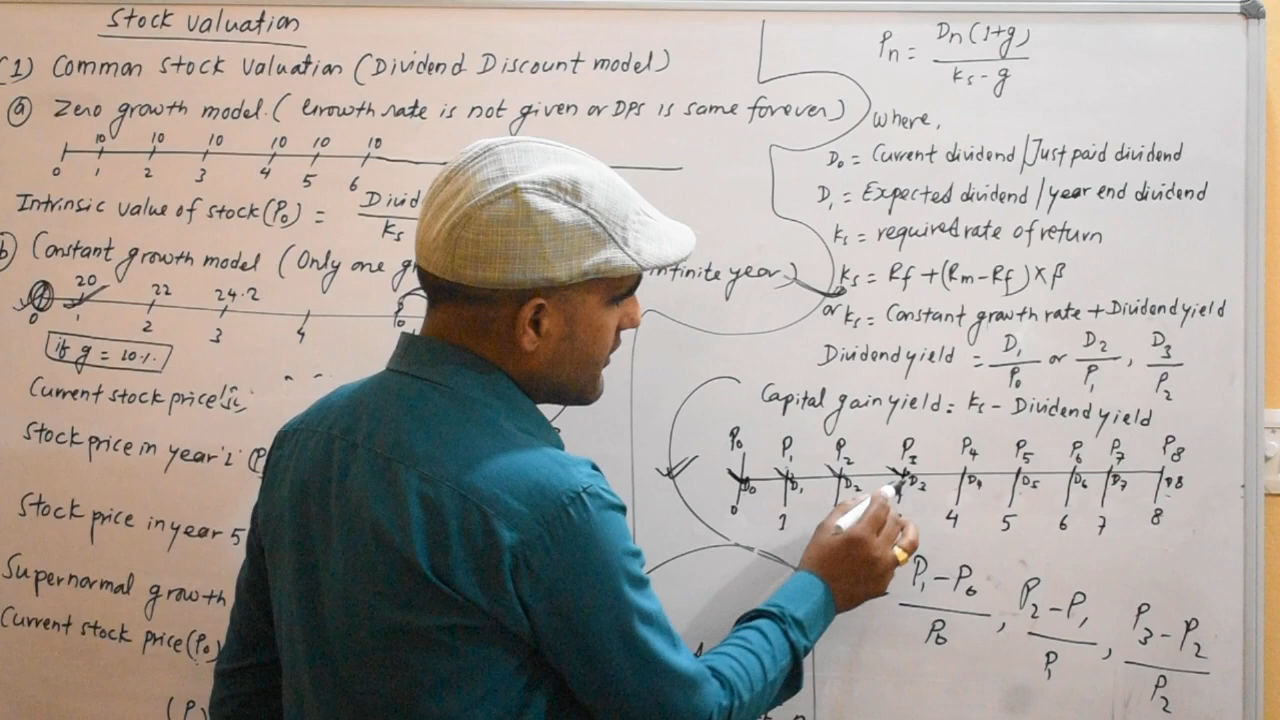 Stock valuation
(1) Common stock valuation (Dividend Discount model)
ⓐ Zero growth model. (Growth rate is not given or DPS is same forever)
10 10 10 10 10 10
0 1 2 3 4 5 6
Intrinsic value of stock (P₀) = Divid
Ks
b) Constant growth model (Only one infinite year)
20 22 24.2
0 1 2 3 4
if g = 10%
Current stock price
Stock price in year
Stock price in year 5
Supernormal growth
Current stock price (P₀)
(P
Pn = Dn(1+g)
Ks - g
where,
D₀ = Current dividend / Just paid dividend
D₁ = Expected dividend / year end dividend
Ks = required rate of return
Ks = Rf + (Rm - Rf) × β
or Ks = Constant growth rate + Dividend yield
Dividend yield = D₁/P₀ or D₂/P₁, D₃/P₂
Capital gain yield = Ks - Dividend yield
P₀ P₁ P₂ P₃ P₄ P₅ P₆ P₇ P₈
D₀ D₁ D₂ D₃ D₄ D₅ D₆ D₇ D8
0 1 4 5 6 7 8
P₁ - P₀ / P₀, P₂ - P₁ / P₁, P₃ - P₂ / P₂